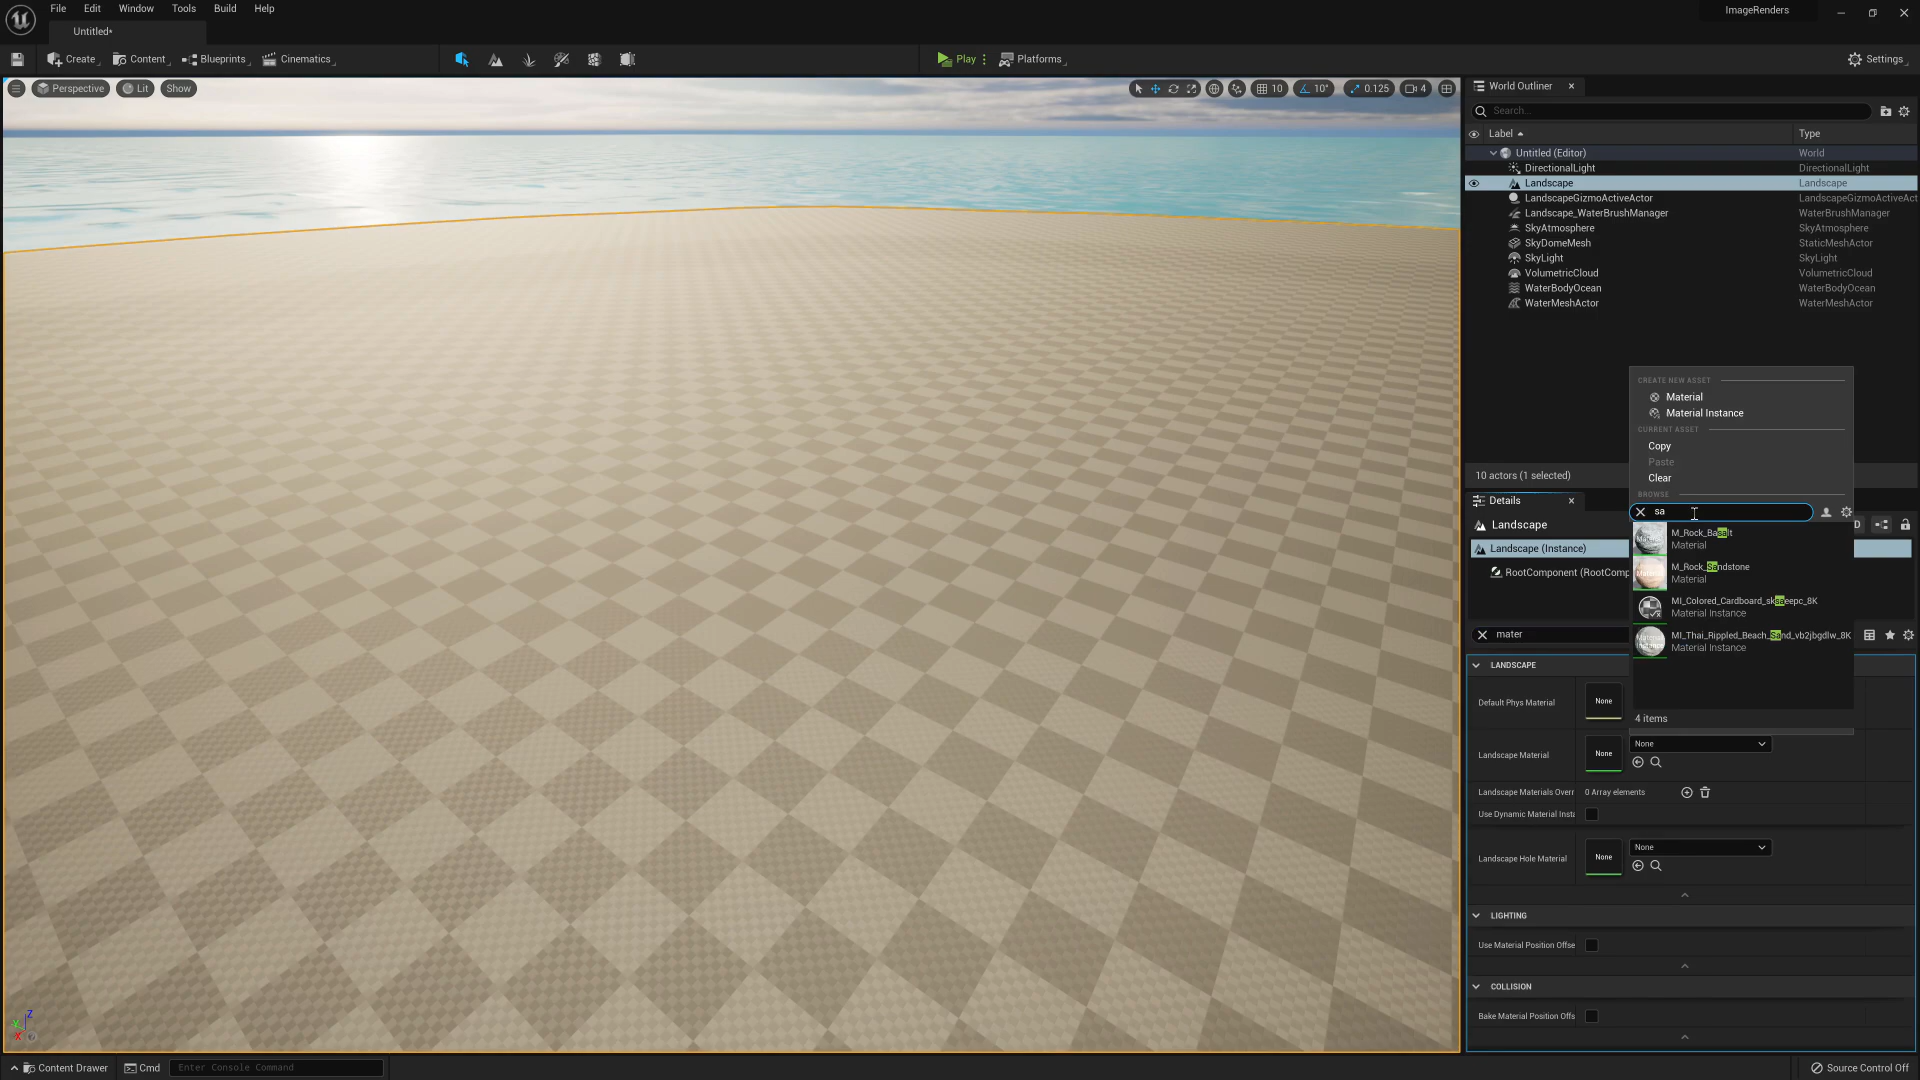 File Edit Window Tools Build Help
ImageRenders
Untitled*
Create Content Blueprints Cinematics Play Platforms Settings
Perspective Lit Show
10 10° 0.125 4
World Outliner
Search...
Label Type
Untitled (Editor) World
DirectionalLight DirectionalLight
Landscape Landscape
LandscapeGizmoActiveActor LandscapeGizmoActiveAct
Landscape_WaterBrushManager WaterBrushManager
SkyAtmosphere SkyAtmosphere
SkyDomeMesh StaticMeshActor
SkyLight SkyLight
VolumetricCloud VolumetricCloud
WaterBodyOcean WaterBodyOcean
WaterMeshActor WaterMeshActor
10 actors (1 selected)
CREATE NEW ASSET
Material
Material Instance
CURRENT ASSET
Copy
Paste
Clear
BROWSE
sa
M_Rock_Basalt
Material
M_Rock_Sandstone
Material
MI_Colored_Cardboard_sksaeepc_8K
Material Instance
MI_Thai_Rippled_Beach_Sand_vb2jbgdlw_8K
Material Instance
4 items
Details
Landscape
D
Landscape (Instance)
RootComponent (RootComp
mater
LANDSCAPE
Default Phys Material None
Landscape Material None None
Landscape Materials Overr 0 Array elements
Use Dynamic Material Insta
Landscape Hole Material None None
LIGHTING
Use Material Position Offse
COLLISION
Bake Material Position Offs
Z
Y
X
Content Drawer Cmd Enter Console Command Source Control Off